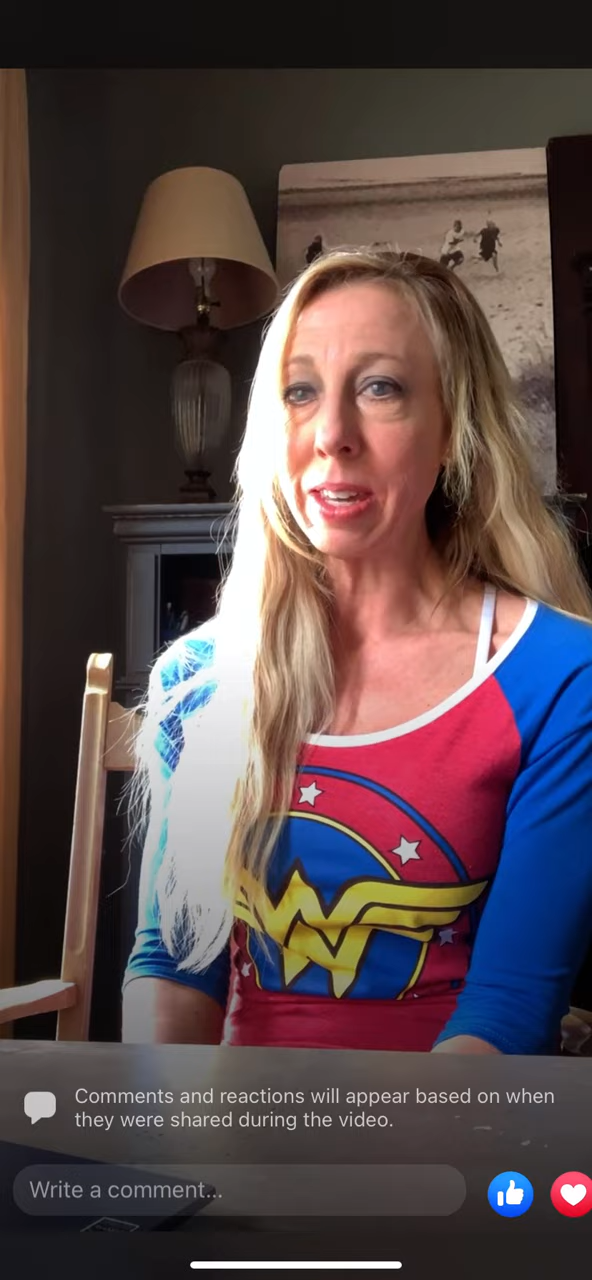 Comments and reactions will appear based on when
they were shared during the video.
Write a comment...